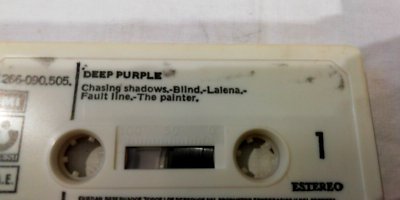 266-090.505.
DEEP PURPLE
Chasing shadows.-Blind.-Lalena.-
Fault line.-The painter.
1
.E.
ESTEREO